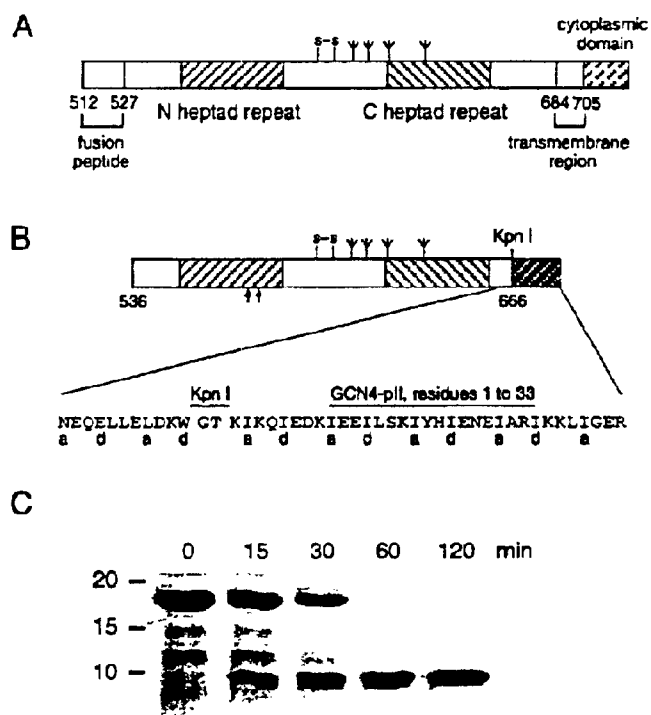 A
cytoplasmic
domain
S-S
512 527 684 705
N heptad repeat C heptad repeat
fusion
peptide
transmembrane
region
B
S-S
Kpn I
536
666
Kpn I GCN4-pII, residues 1 to 33
NEQELLELDKW GT KIKQIEDKIEEILSKIYHIENEIARIKKLIGER
a d a d a d a d a d a d a
C
0 15 30 60 120 min
20
15
10